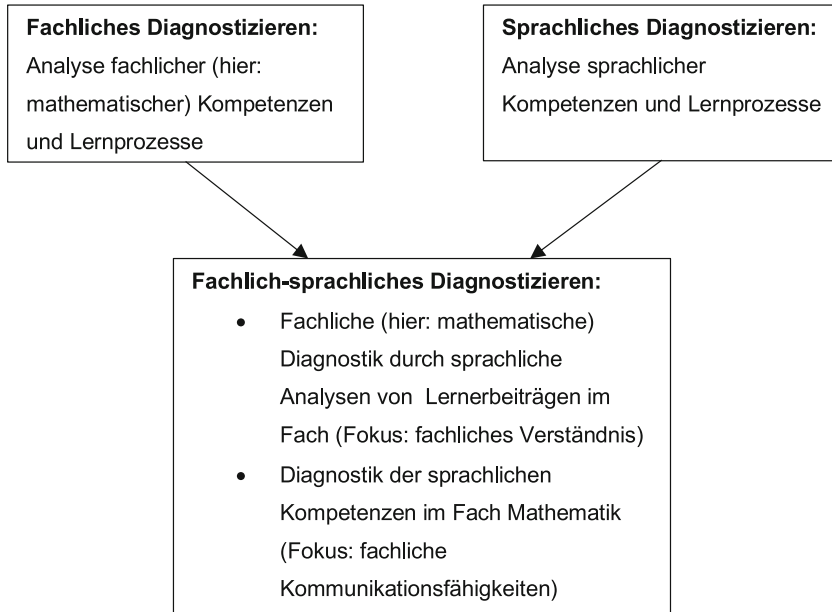 Fachliches Diagnostizieren:
Analyse fachlicher (hier:
mathematischer) Kompetenzen
und Lernprozesse
Sprachliches Diagnostizieren:
Analyse sprachlicher
Kompetenzen und Lernprozesse
Fachlich-sprachliches Diagnostizieren:
• Fachliche (hier: mathematische)
Diagnostik durch sprachliche
Analysen von Lernerbeiträgen im
Fach (Fokus: fachliches Verständnis)
• Diagnostik der sprachlichen
Kompetenzen im Fach Mathematik
(Fokus: fachliche
Kommunikationsfähigkeiten)